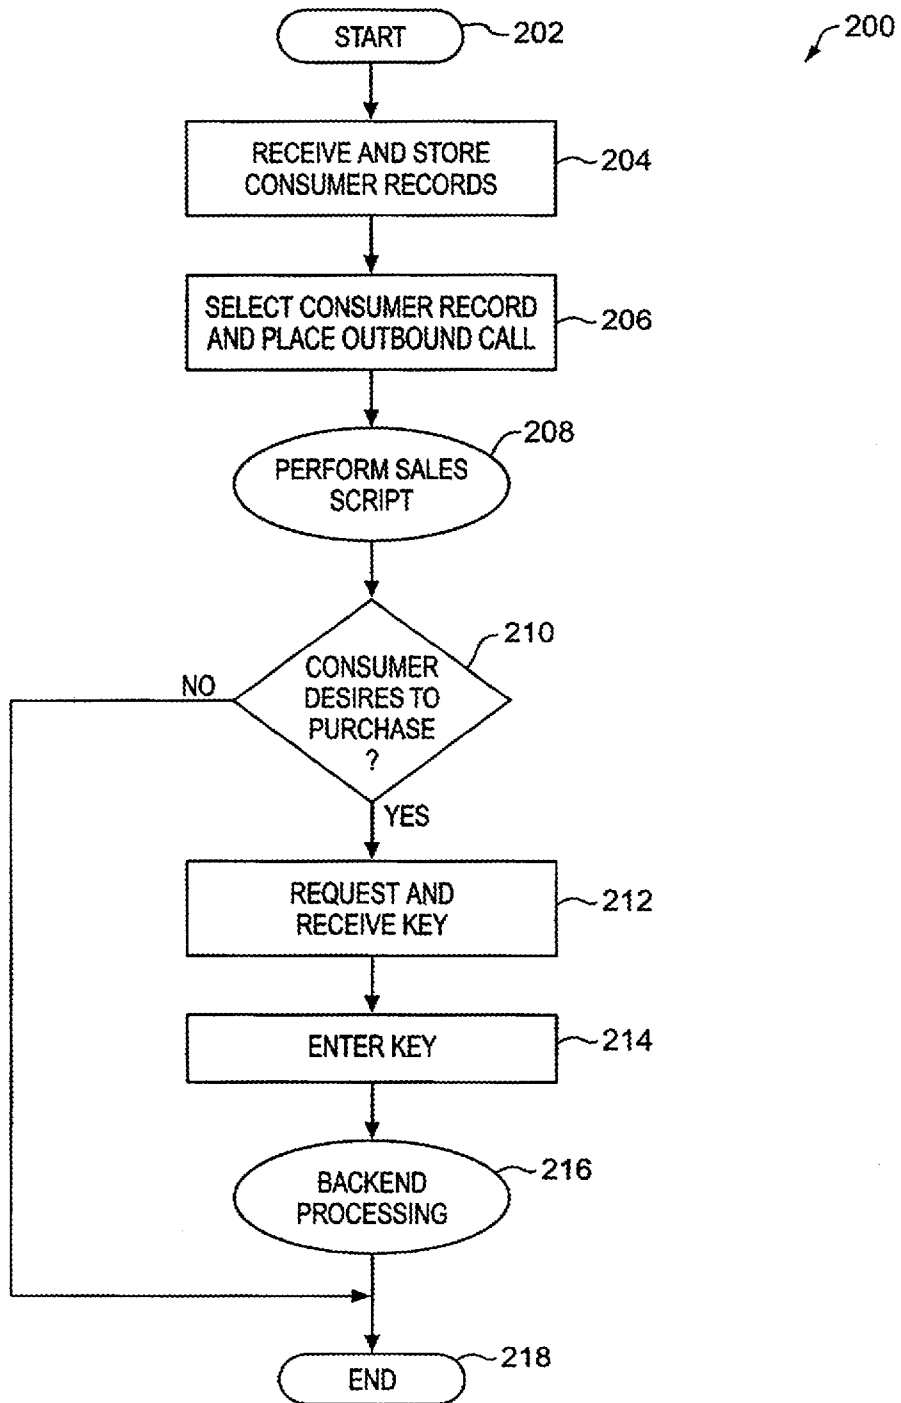 200
START
202
RECEIVE AND STORE
CONSUMER RECORDS
204
SELECT CONSUMER RECORD
AND PLACE OUTBOUND CALL
206
208
PERFORM SALES
SCRIPT
210
CONSUMER
DESIRES TO
PURCHASE
?
NO
YES
REQUEST AND
RECEIVE KEY
212
ENTER KEY
214
BACKEND
PROCESSING
216
END
218